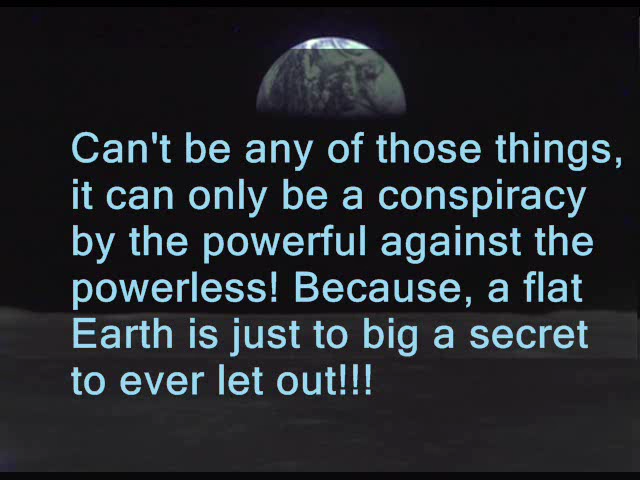 Can't be any of those things,
it can only be a conspiracy
by the powerful against the
powerless! Because, a flat
Earth is just to big a secret
to ever let out!!!